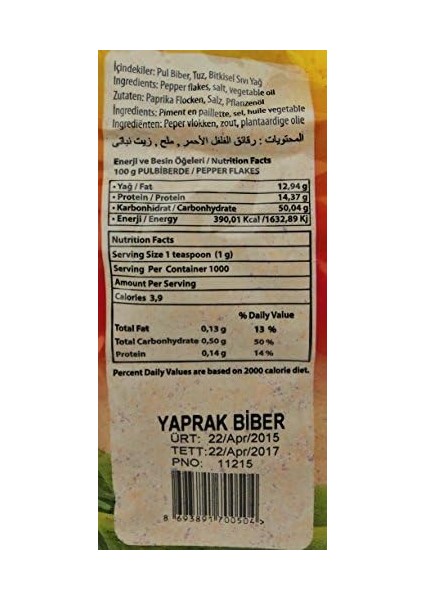 İçindekiler: Pul Biber, Tuz, Bitkisel Sıvı Yağ
Ingredients: Pepper flakes, salt, vegetable oil
Zutaten: Paprika Flocken, Salz, Pflanzenöl
Ingrédients: Piment en paillette, sel, huile vegetable
Ingrediënten: Peper vlokken, zout, plantaardige olie
المحتويات : رقائق الفلفل الأحمر , ملح , زيت نباتى
Enerji ve Besin Öğeleri / Nutrition Facts
100 g PULBİBERDE / PEPPER FLAKES
• Yağ / Fat 12,94 g
• Protein / Protein 14,37 g
• Karbonhidrat / Carbonhydrate 50,04 g
• Enerji / Energy 390,01 Kcal /1632,89 Kj
Nutrition Facts
Serving Size 1 teaspoon (1 g)
Serving Per Container 1000
Amount Per Serving
Calories 3,9
% Daily Value
Total Fat 0,13 g 13 %
Total Carbonhydrate 0,50 g 50 %
Protein 0,14 g 14 %
Percent Daily Values are based on 2000 calorie diet.
YAPRAK BİBER
ÜRT: 22/Apr/2015
TETT:22/Apr/2017
PNO: 11215
8 693891 700504 >